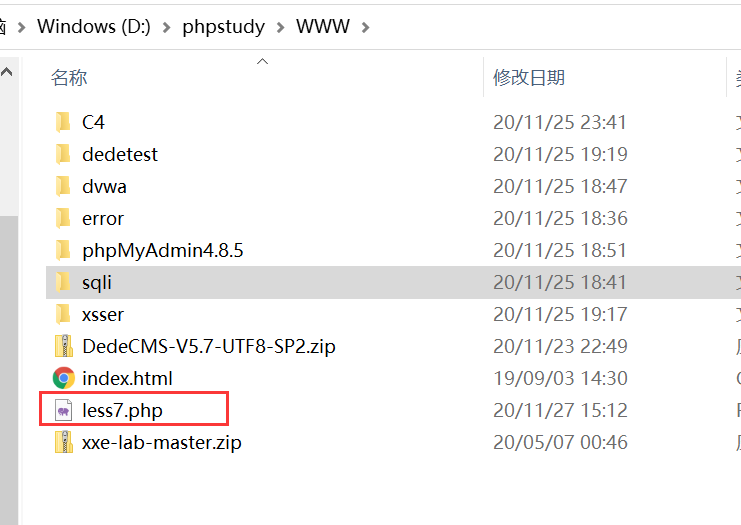 Windows (D:) > phpstudy > WWW >
名称 修改日期
C4 20/11/25 23:41
dedetest 20/11/25 19:19
dvwa 20/11/25 18:47
error 20/11/25 18:36
phpMyAdmin4.8.5 20/11/25 18:51
sqli 20/11/25 18:41
xsser 20/11/25 19:17
DedeCMS-V5.7-UTF8-SP2.zip 20/11/23 22:49
index.html 19/09/03 14:30
less7.php 20/11/27 15:12
xxe-lab-master.zip 20/05/07 00:46